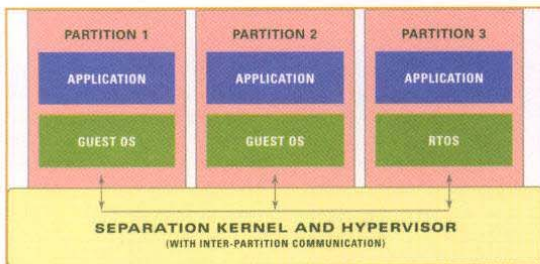 PARTITION 1
PARTITION 2
PARTITION 3
APPLICATION
APPLICATION
APPLICATION
GUEST OS
GUEST OS
RTOS
SEPARATION KERNEL AND HYPERVISOR
(WITH INTER-PARTITION COMMUNICATION)